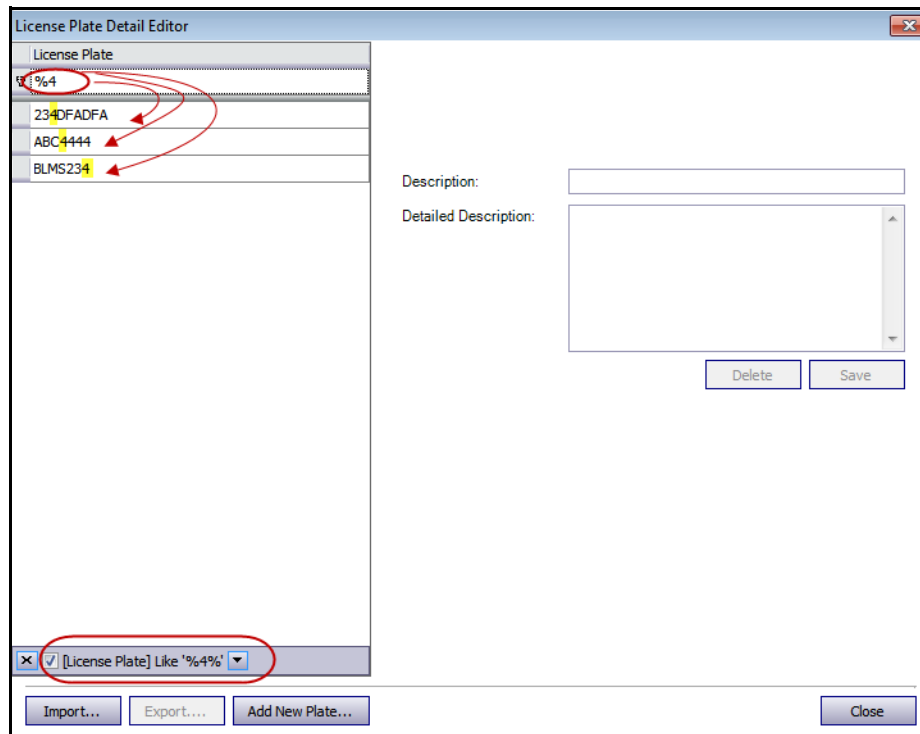 License Plate Detail Editor
License Plate
%4
234DFADFA
ABC4444
BLMS234
Description:
Detailed Description:
Delete Save
[License Plate] Like '%4%'
Import... Export.... Add New Plate... Close